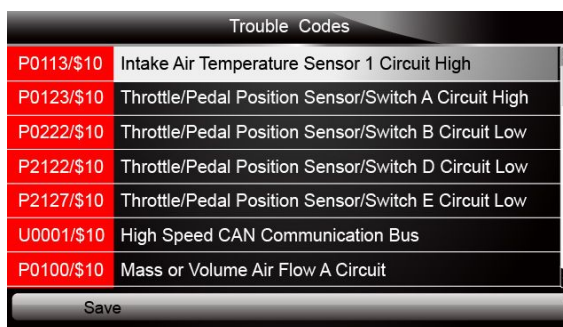 Trouble Codes
P0113/$10 Intake Air Temperature Sensor 1 Circuit High
P0123/$10 Throttle/Pedal Position Sensor/Switch A Circuit High
P0222/$10 Throttle/Pedal Position Sensor/Switch B Circuit Low
P2122/$10 Throttle/Pedal Position Sensor/Switch D Circuit Low
P2127/$10 Throttle/Pedal Position Sensor/Switch E Circuit Low
U0001/$10 High Speed CAN Communication Bus
P0100/$10 Mass or Volume Air Flow A Circuit
Save